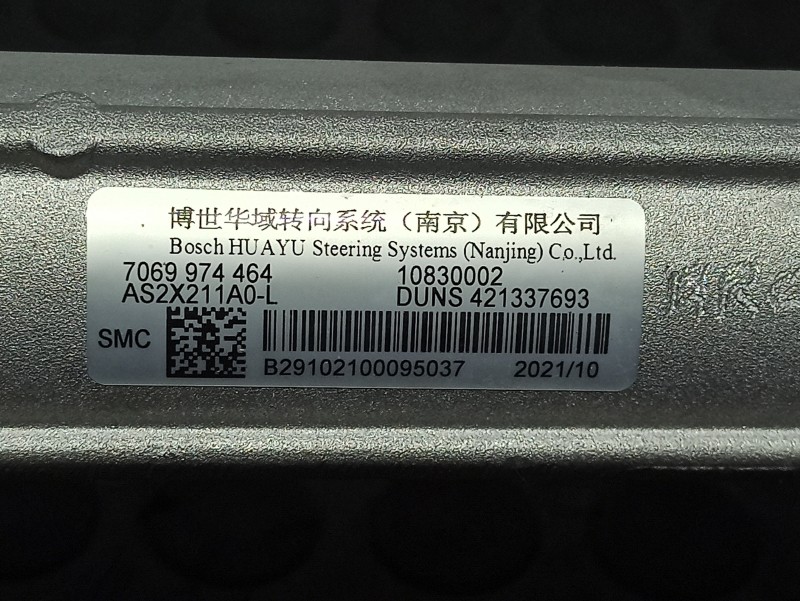 博世华域转向系统（南京）有限公司
Bosch HUAYU Steering Systems (Nanjing) Co.,Ltd.
7069 974 464 10830002
AS2X211A0-L DUNS 421337693
SMC
B29102100095037 2021/10